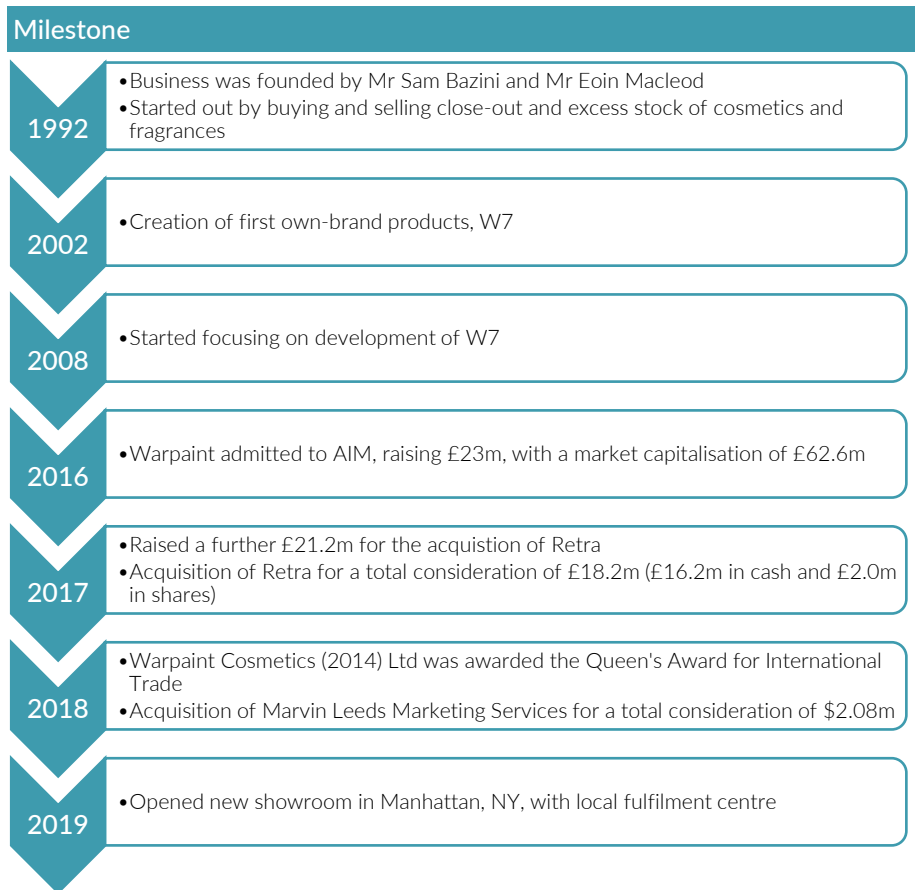 Milestone
1992
•Business was founded by Mr Sam Bazini and Mr Eoin Macleod
•Started out by buying and selling close-out and excess stock of cosmetics and
fragrances
2002
•Creation of first own-brand products, W7
2008
•Started focusing on development of W7
2016
•Warpaint admitted to AIM, raising £23m, with a market capitalisation of £62.6m
2017
•Raised a further £21.2m for the acquistion of Retra
•Acquisition of Retra for a total consideration of £18.2m (£16.2m in cash and £2.0m
in shares)
2018
•Warpaint Cosmetics (2014) Ltd was awarded the Queen's Award for International
Trade
•Acquisition of Marvin Leeds Marketing Services for a total consideration of $2.08m
2019
•Opened new showroom in Manhattan, NY, with local fulfilment centre